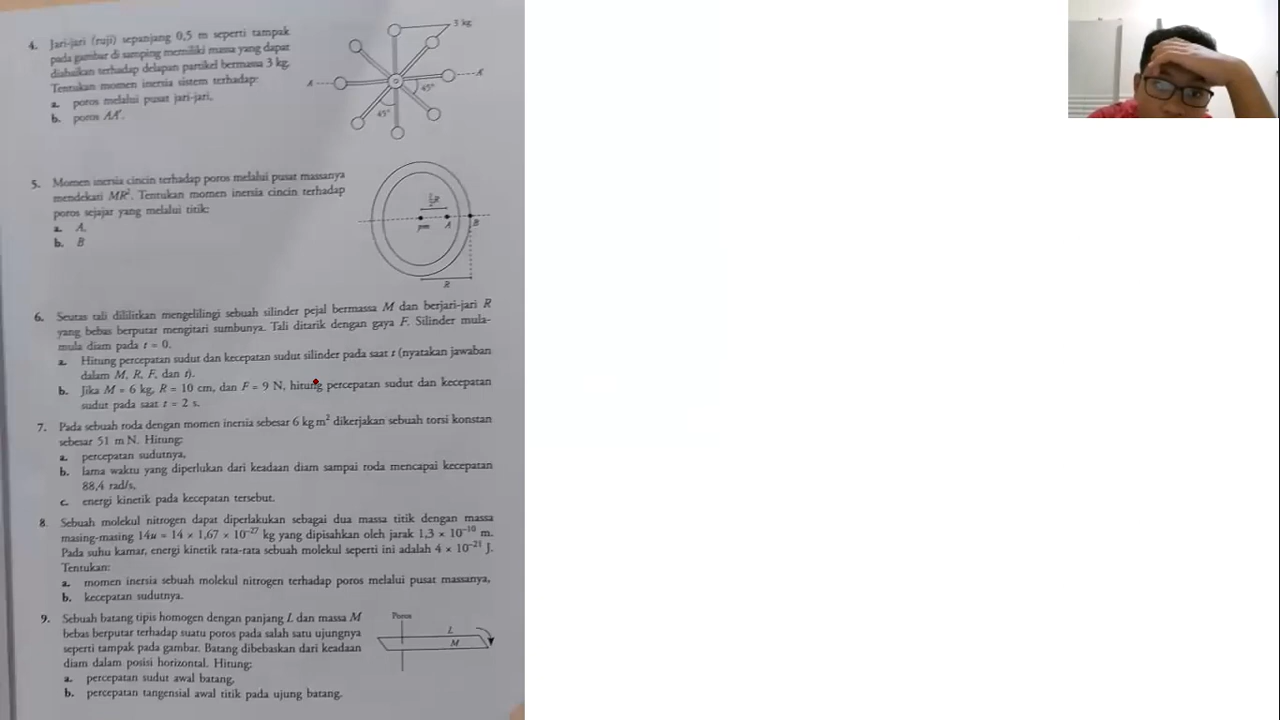 4. Jari-jari (ruji) sepanjang 0,5 m seperti tampak
pada gambar di samping memiliki massa yang dapat
diabaikan terhadap delapan partikel bermassa 3 kg.
Tentukan momen inersia sistem terhadap:
a. poros melalui pusat jari-jari,
b. poros AA'.
3 kg
A
A'
45°
45°
5. Momen inersia cincin terhadap poros melalui pusat massanya
mendekati MR². Tentukan momen inersia cincin terhadap
poros sejajar yang melalui titik:
a. A,
b. B
R
pm
A
B
R
6. Seutas tali dililitkan mengelilingi sebuah silinder pejal bermassa M dan berjari-jari R
yang bebas berputar mengitari sumbunya. Tali ditarik dengan gaya F. Silinder mula-
mula diam pada t = 0.
a. Hitung percepatan sudut dan kecepatan sudut silinder pada saat t (nyatakan jawaban
dalam M, R, F, dan t).
b. Jika M = 6 kg, R = 10 cm, dan F = 9 N, hitung percepatan sudut dan kecepatan
sudut pada saat t = 2 s.
7. Pada sebuah roda dengan momen inersia sebesar 6 kg m² dikerjakan sebuah torsi konstan
sebesar 51 m N. Hitung:
a. percepatan sudutnya,
b. lama waktu yang diperlukan dari keadaan diam sampai roda mencapai kecepatan
88,4 rad/s,
c. energi kinetik pada kecepatan tersebut.
8. Sebuah molekul nitrogen dapat diperlakukan sebagai dua massa titik dengan massa
masing-masing 14u = 14 × 1,67 × 10⁻²⁷ kg yang dipisahkan oleh jarak 1,3 × 10⁻¹⁰ m.
Pada suhu kamar, energi kinetik rata-rata sebuah molekul seperti ini adalah 4 × 10⁻²¹ J.
Tentukan:
a. momen inersia sebuah molekul nitrogen terhadap poros melalui pusat massanya,
b. kecepatan sudutnya.
9. Sebuah batang tipis homogen dengan panjang L dan massa M
bebas berputar terhadap suatu poros pada salah satu ujungnya
seperti tampak pada gambar. Batang dibebaskan dari keadaan
diam dalam posisi horizontal. Hitung:
a. percepatan sudut awal batang,
b. percepatan tangensial awal titik pada ujung batang.
Poros
L
M